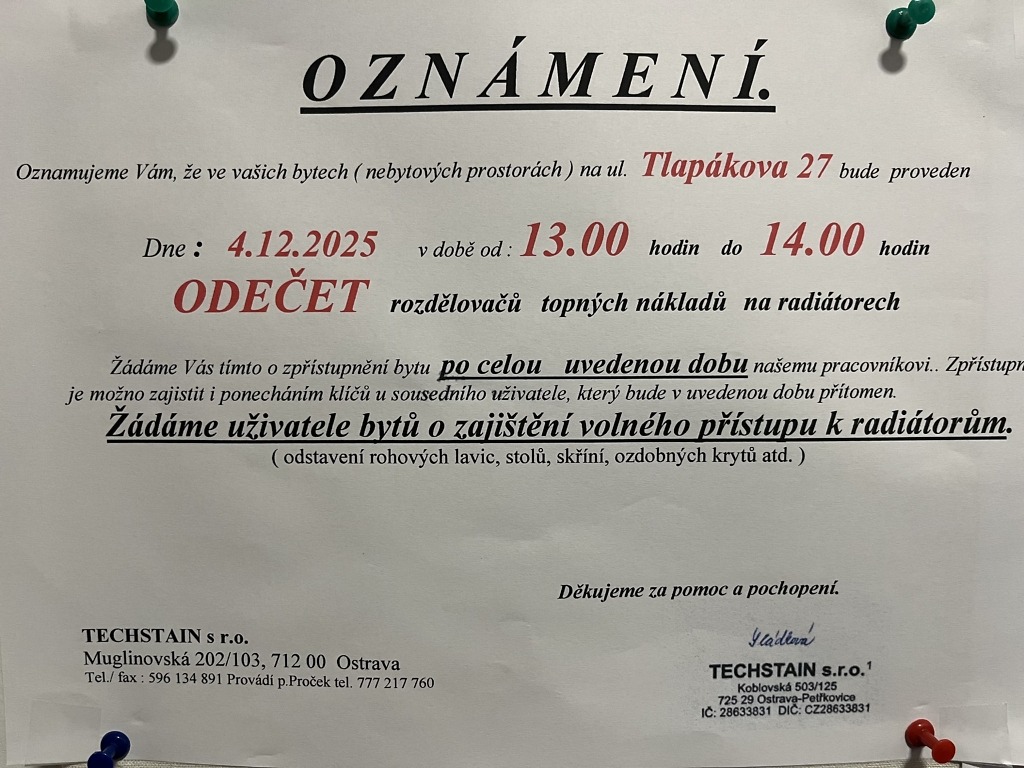 OZNÁMENÍ.
Oznamujeme Vám, že ve vašich bytech ( nebytových prostorách ) na ul. Tlapákova 27 bude proveden
Dne : 4.12.2025 v době od : 13.00 hodin do 14.00 hodin
ODEČET rozdělovačů topných nákladů na radiátorech
Žádáme Vás tímto o zpřístupnění bytu po celou uvedenou dobu našemu pracovníkovi.. Zpřístupn
je možno zajistit i ponecháním klíčů u sousedního uživatele, který bude v uvedenou dobu přítomen.
Žádáme uživatele bytů o zajištění volného přístupu k radiátorům.
( odstavení rohových lavic, stolů, skříní, ozdobných krytů atd. )
Děkujeme za pomoc a pochopení.
TECHSTAIN s r.o.
Muglinovská 202/103, 712 00 Ostrava
Tel./ fax : 596 134 891 Provádí p.Proček tel. 777 217 760
TECHSTAIN s.r.o.¹
Koblovská 503/125
725 29 Ostrava-Petřkovice
IČ: 28633831 DIČ: CZ28633831